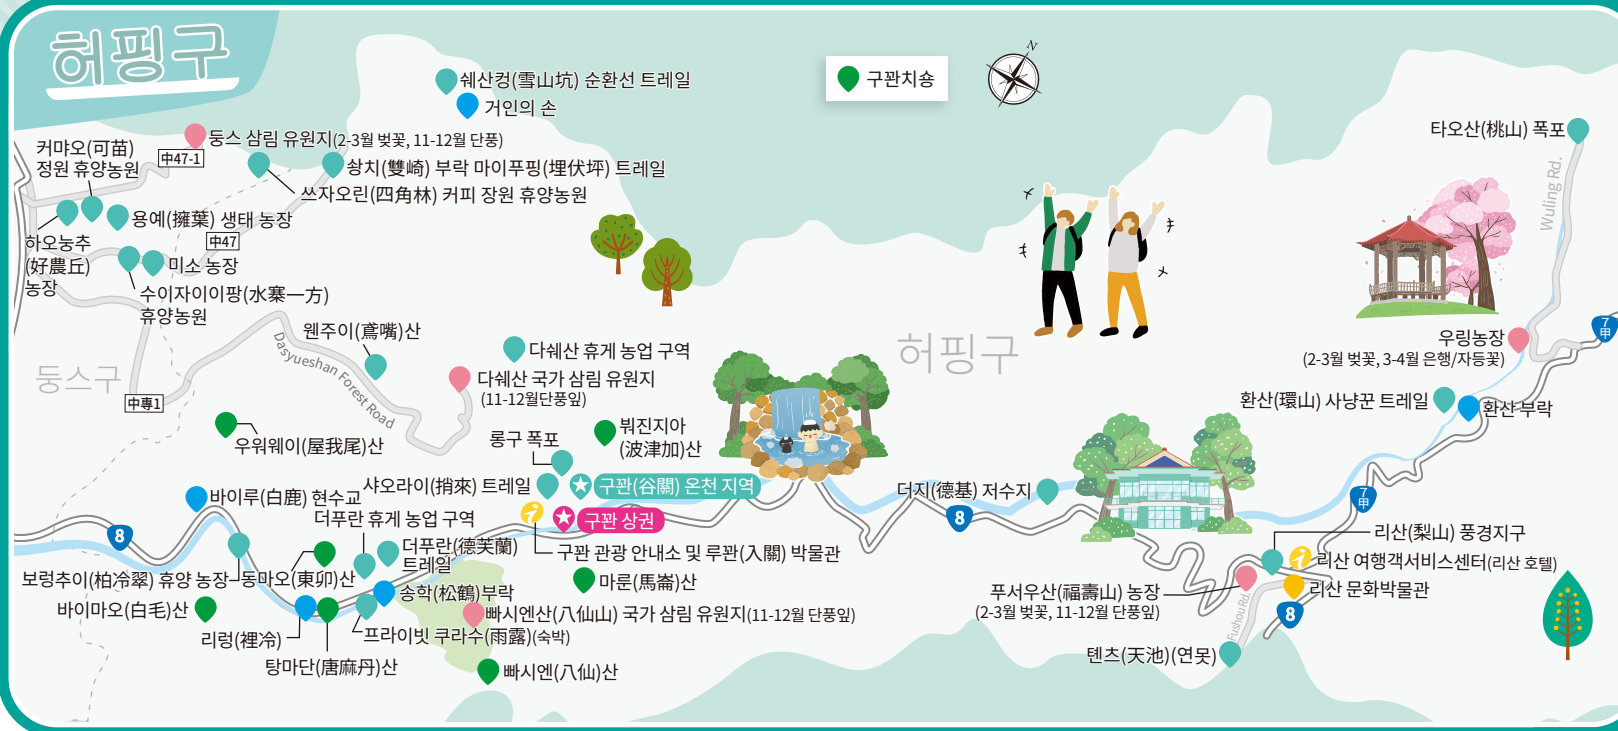 허핑구
쉐산컹(雪山坑) 순환선 트레일
거인의 손
구꽌치숑
N
타오산(桃山) 폭포
Wuling Rd.
둥스 삼림 유원지(2-3월 벚꽃, 11-12월 단풍)
커먀오(可苗)
정원 휴양농원
中47-1
솽치(雙崎) 부락 마이푸핑(埋伏坪) 트레일
쓰자오린(四角林) 커피 장원 휴양농원
용예(擁葉) 생태 농장
하오눙추
(好農丘)
농장
中47
미소 농장
수이자이이팡(水寨一方)
휴양농원
웬주이(鳶嘴)산
Dasyueshan Forest Road
둥스구
中專1
다쉐산 휴게 농업 구역
다쉐산 국가 삼림 유원지
(11-12월단풍잎)
허핑구
우링농장
(2-3월 벚꽃, 3-4월 은행/자등꽃)
7
甲
환산(環山) 사냥꾼 트레일
환산 부락
우워웨이(屋我尾)산
뭐진지아
(波津加)산
롱구 폭포
샤오라이(捎來) 트레일
구꽌(谷關) 온천 지역
구꽌 상권
바이루(白鹿) 현수교
더푸란 휴게 농업 구역
더지(德基) 저수지
8
7
甲
8
더푸란(德芙蘭)
트레일
구꽌 관광 안내소 및 루꽌(入關) 박물관
리산(梨山) 풍경지구
리산 여행객서비스센터(리산 호텔)
보렁추이(柏冷翠) 휴양 농장
동마오(東卯)산
마룬(馬崙)산
송학(松鶴)부락
푸서우산(福壽山) 농장
(2-3월 벚꽃, 11-12월 단풍잎)
리산 문화박물관
8
Fushou Rd.
바이마오(白毛)산
빠시엔산(八仙山) 국가 삼림 유원지(11-12월 단풍잎)
리렁(裡冷)
프라이빗 쿠라수(雨露)(숙박)
탕마단(唐麻丹)산
빠시엔(八仙)산
톈츠(天池)(연못)